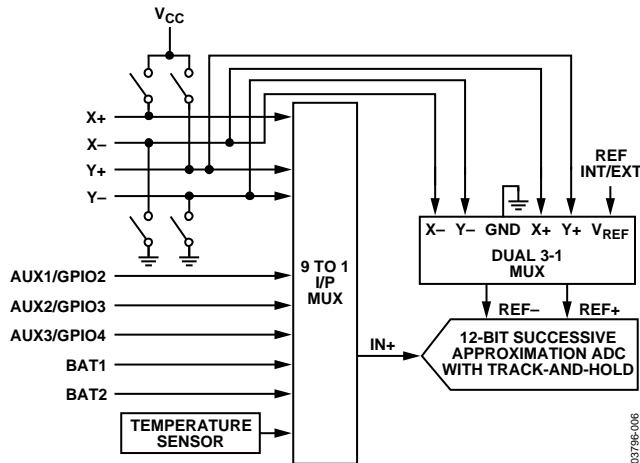 VCC
X+
X–
Y+
Y–
REF
INT/EXT
X– Y– GND X+ Y+ VREF
DUAL 3-1
MUX
AUX1/GPIO2
AUX2/GPIO3
AUX3/GPIO4
BAT1
BAT2
TEMPERATURE
SENSOR
9 TO 1
I/P
MUX
REF– REF+
IN+
12-BIT SUCCESSIVE
APPROXIMATION ADC
WITH TRACK-AND-HOLD
03796-006